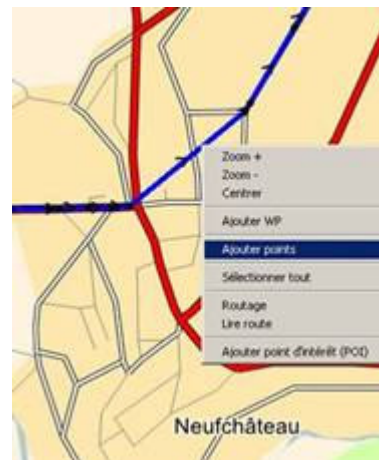 Zoom +
Zoom -
Centrer
Ajouter WP
Ajouter points
Sélectionner tout
Routage
Lire route
Ajouter point d'intérêt (POI)
Neufchâteau